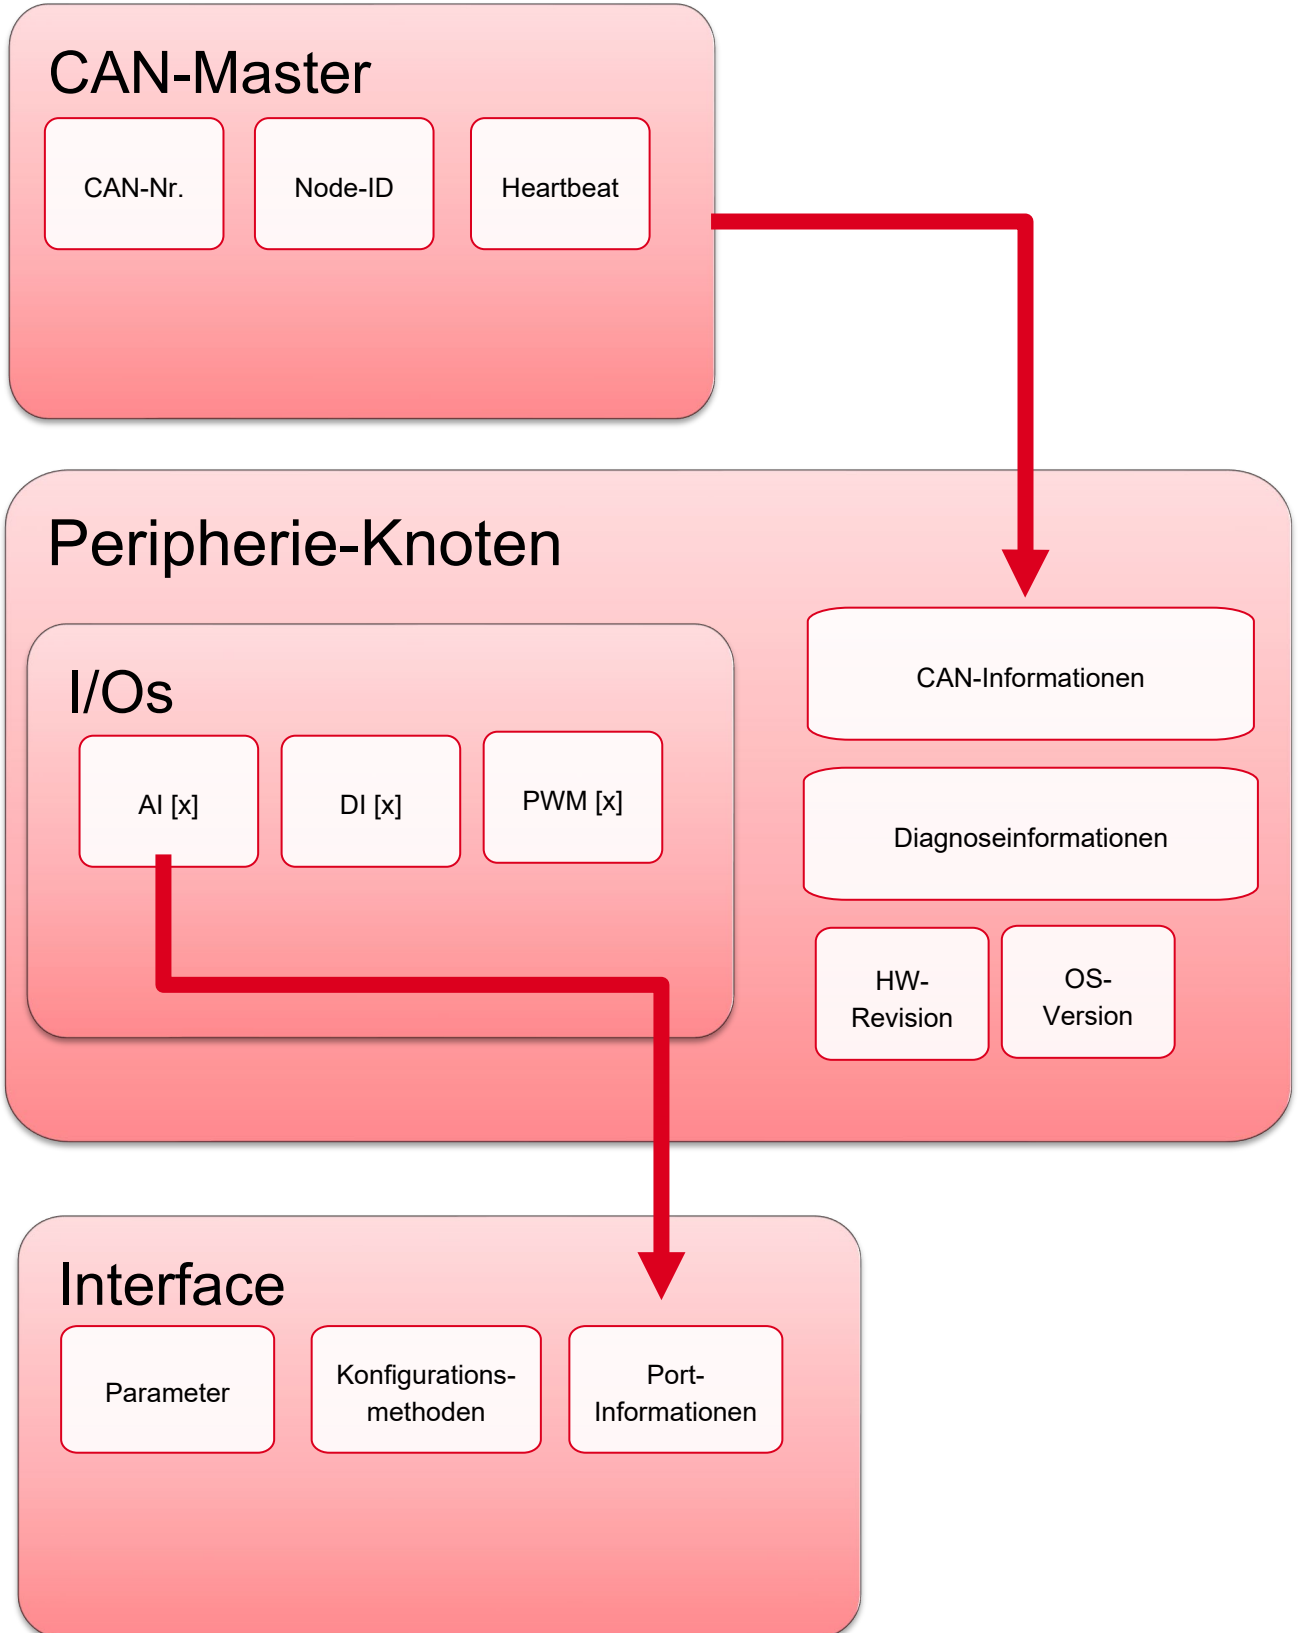 CAN-Master
CAN-Nr.
Node-ID
Heartbeat
Peripherie-Knoten
I/Os
AI [x]
DI [x]
PWM [x]
CAN-Informationen
Diagnoseinformationen
HW-
Revision
OS-
Version
Interface
Parameter
Konfigurations-
methoden
Port-
Informationen